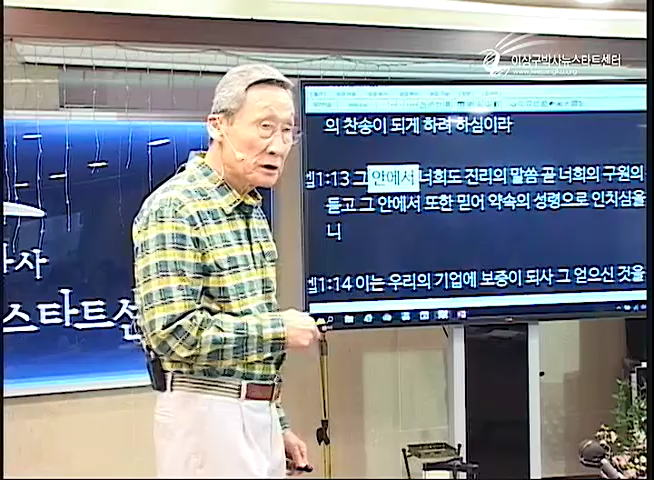 이상구박사뉴스타트센터
의 찬송이 되게 하려 하심이라
엡1:13 그 안에서 너희도 진리의 말씀 곧 너희의 구원의
듣고 그 안에서 또한 믿어 약속의 성령으로 인치심을
니
엡1:14 이는 우리의 기업에 보증이 되사 그 얻으신 것을
사
스타트센